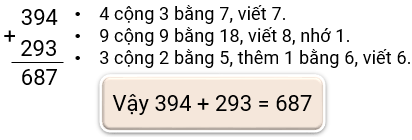 394
+
293
687
• 4 cộng 3 bằng 7, viết 7.
• 9 cộng 9 bằng 18, viết 8, nhớ 1.
• 3 cộng 2 bằng 5, thêm 1 bằng 6, viết 6.
Vậy 394 + 293 = 687